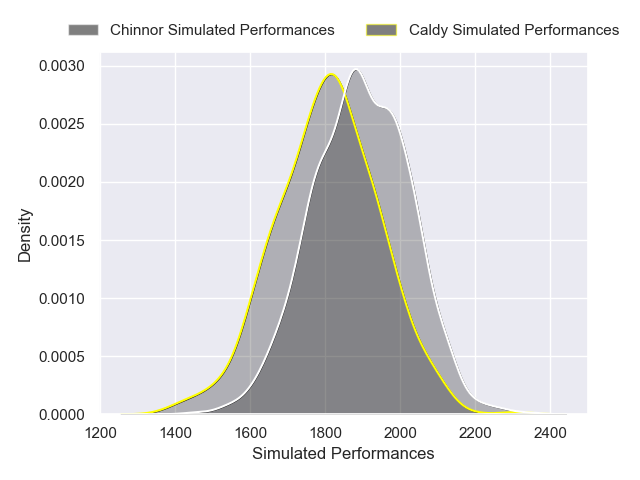 Chinnor Simulated Performances Caldy Simulated Performances
0.0030
0.0025
0.0020
0.0015
0.0010
0.0005
0.0000
Density
1200 1400 1600 1800 2000 2200 2400
Simulated Performances